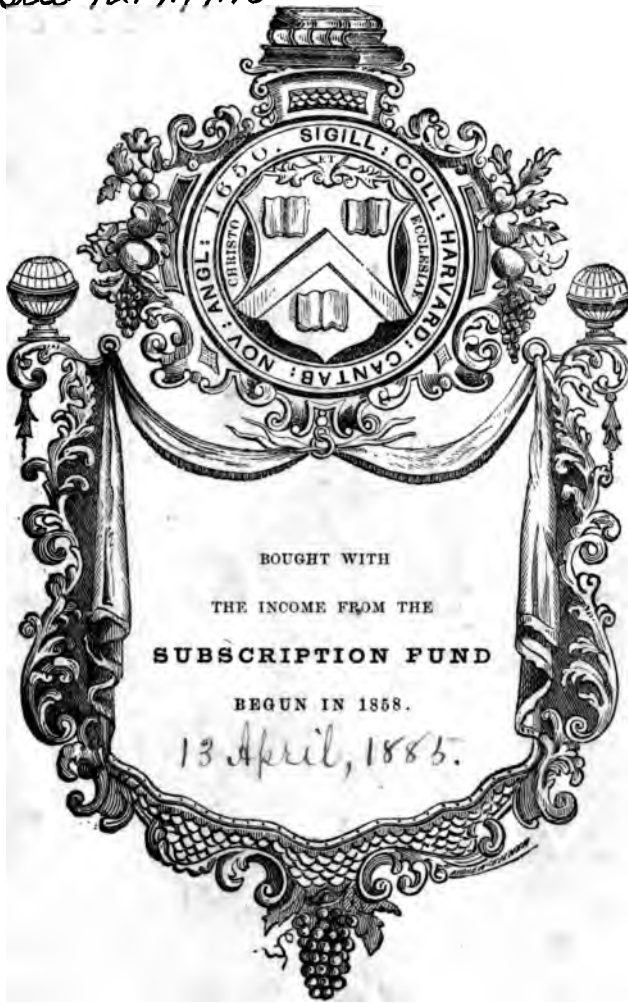 SIGILL: COLL: HARVARD: CANTAB: NOV: ANGL: 1650.
CHRISTO
ET
ECCLESIAE
BOUGHT WITH
THE INCOME FROM THE
SUBSCRIPTION FUND
BEGUN IN 1858.
13 April, 1885.